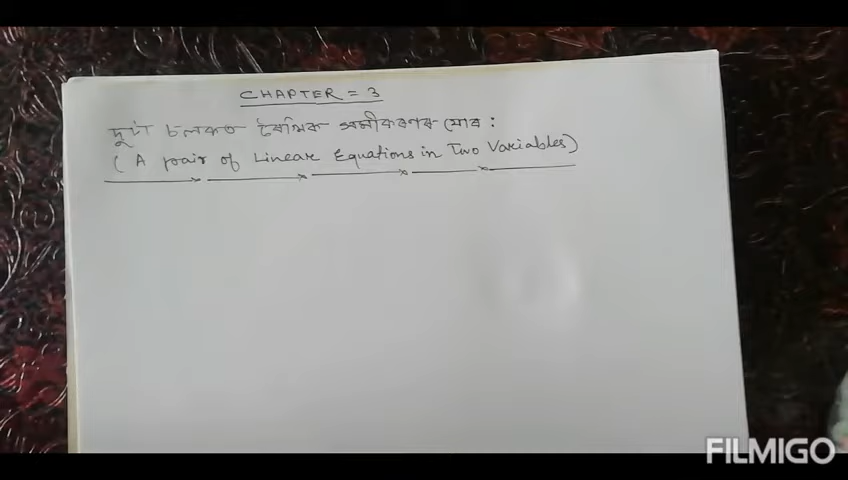 CHAPTER = 3
দুটা চলকত ৰৈখিক সমীকৰণৰ যোৰ :
(A pair of Linear Equations in Two Variables)
FILMIGO